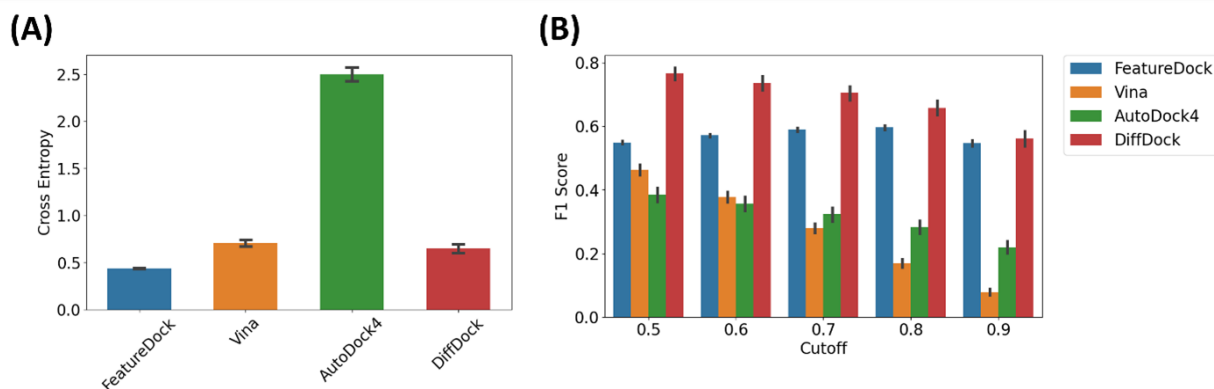 (A)
2.5
2.0
1.5
1.0
0.5
0.0
Cross Entropy
FeatureDock
Vina
AutoDock4
DiffDock
(B)
0.8
0.6
0.4
0.2
0.0
F1 Score
0.5 0.6 0.7 0.8 0.9
Cutoff
FeatureDock
Vina
AutoDock4
DiffDock